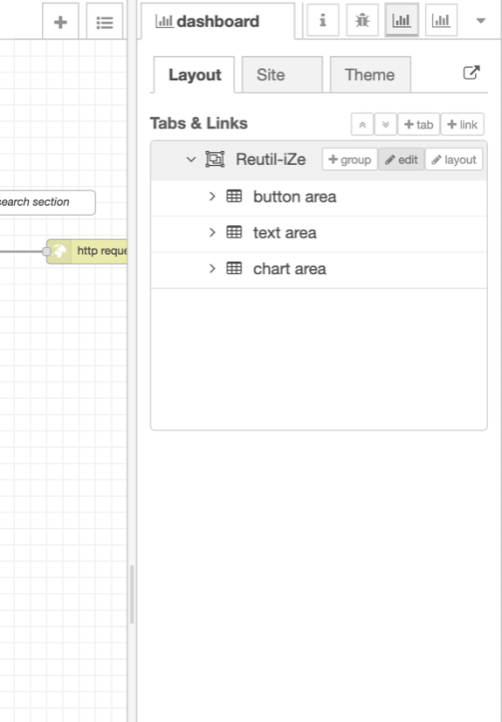 dashboard
i
Layout
Site
Theme
Tabs & Links
tab
link
Reutil-iZe
group
edit
layout
button area
text area
chart area
search section
http reque